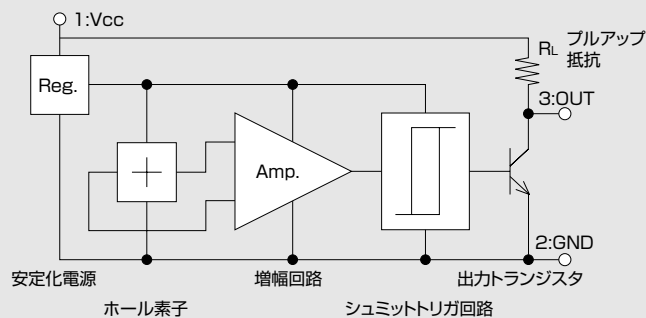 1:Vcc
RL
プルアップ
抵抗
Reg.
3:OUT
Amp.
2:GND
安定化電源
増幅回路
出力トランジスタ
ホール素子
シュミットトリガ回路